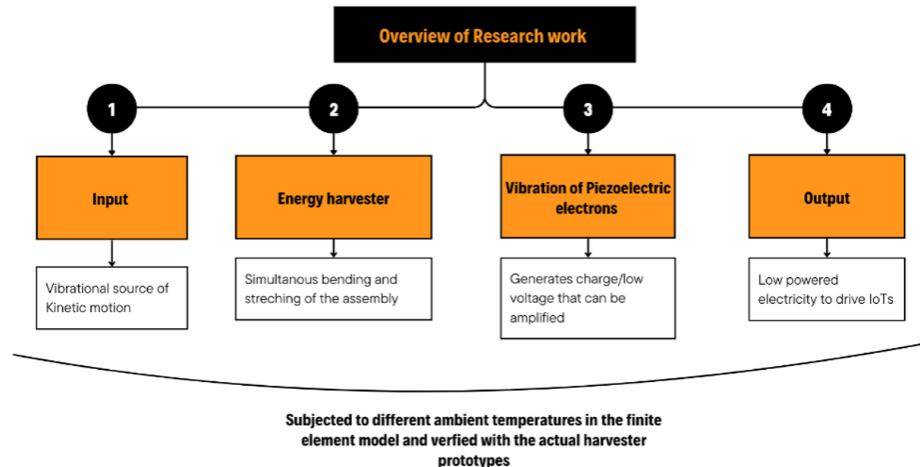 Overview of Research work
1
2
3
4
Input
Energy harvester
Vibration of Piezoelectric
electrons
Output
Vibrational source of
Kinetic motion
Simultanous bending and
streching of the assembly
Generates charge/low
voltage that can be
amplified
Low powered
electricity to drive IoTs
Subjected to different ambient temperatures in the finite
element model and verfied with the actual harvester
prototypes